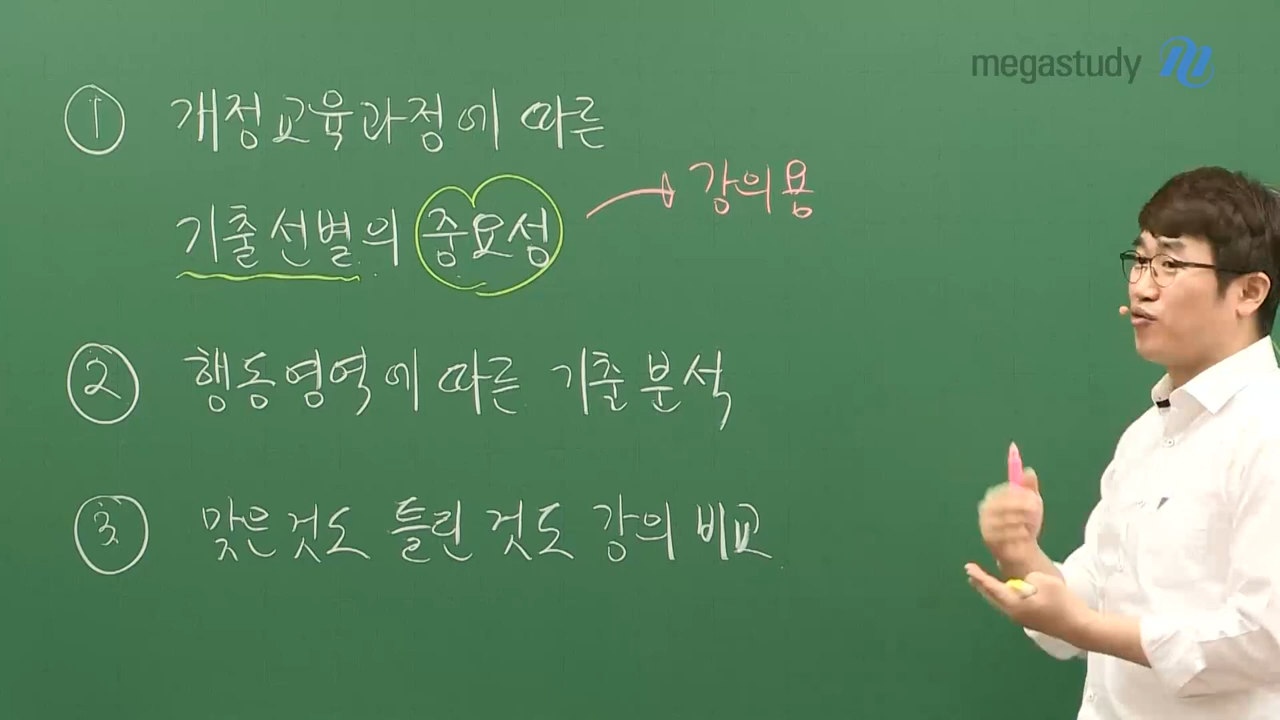 megastudy
① 개정교육과정에 따른
기출선별의 중요성 → 강의용
② 행동영역에 따른 기출분석
③ 맞은것도 틀린것도 강의비교